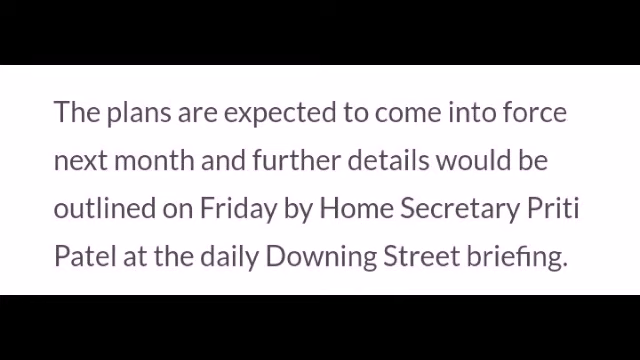 The plans are expected to come into force
next month and further details would be
outlined on Friday by Home Secretary Priti
Patel at the daily Downing Street briefing.